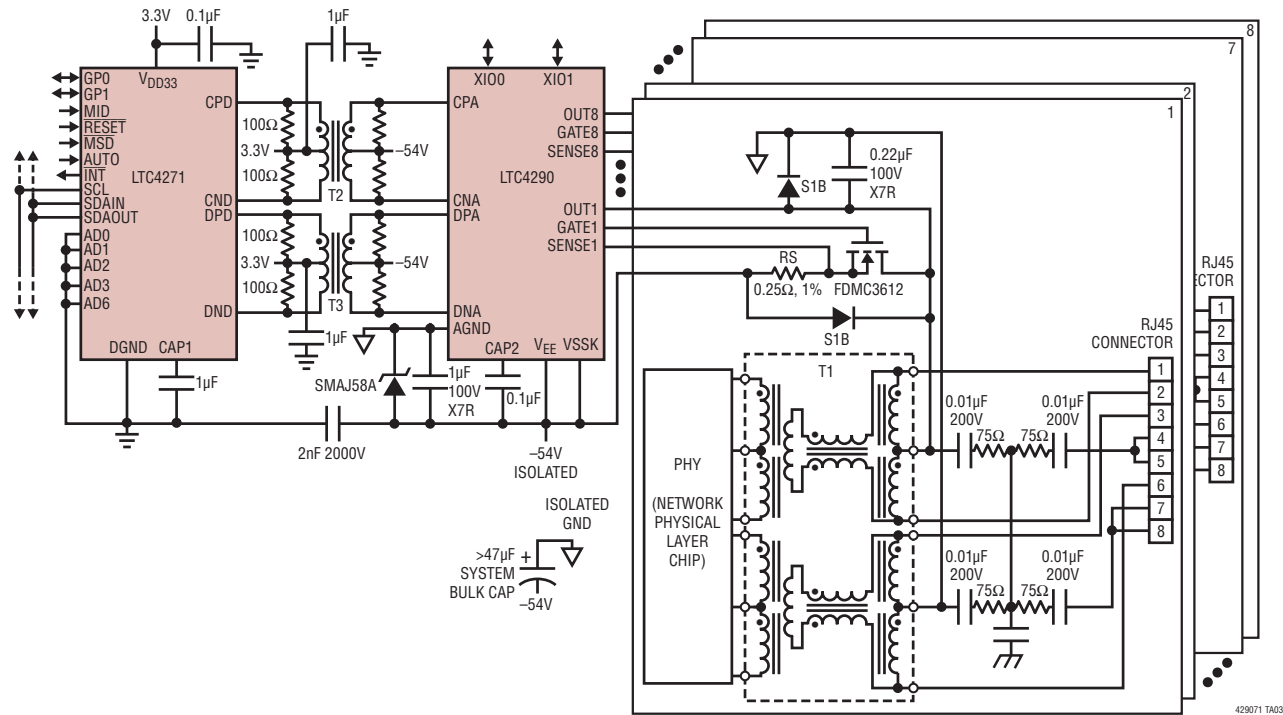 3.3V
0.1µF
1µF
V_DD33
GP0
GP1
MID
RESET
MSD
AUTO
INT
SCL
SDAIN
SDAOUT
AD0
AD1
AD2
AD3
AD6
LTC4271
CPD
CND
DPD
DND
DGND
CAP1
1µF
100Ω
3.3V
100Ω
T2
–54V
100Ω
3.3V
100Ω
T3
–54V
1µF
XIO0
XIO1
CPA
LTC4290
CNA
DPA
DNA
AGND
CAP2
V_EE
VSSK
OUT8
GATE8
SENSE8
OUT1
GATE1
SENSE1
SMAJ58A
1µF
100V
X7R
0.1µF
2nF 2000V
–54V
ISOLATED
ISOLATED
GND
>47µF
+
SYSTEM
BULK CAP
–54V
8
7
2
1
S1B
0.22µF
100V
X7R
RS
0.25Ω, 1%
FDMC3612
S1B
T1
PHY
(NETWORK
PHYSICAL
LAYER
CHIP)
0.01µF
200V
75Ω
75Ω
0.01µF
200V
0.01µF
200V
75Ω
75Ω
0.01µF
200V
RJ45
CONNECTOR
1
2
3
4
5
6
7
8
RJ45
ECTOR
1
2
3
4
5
6
7
8
429071 TA03